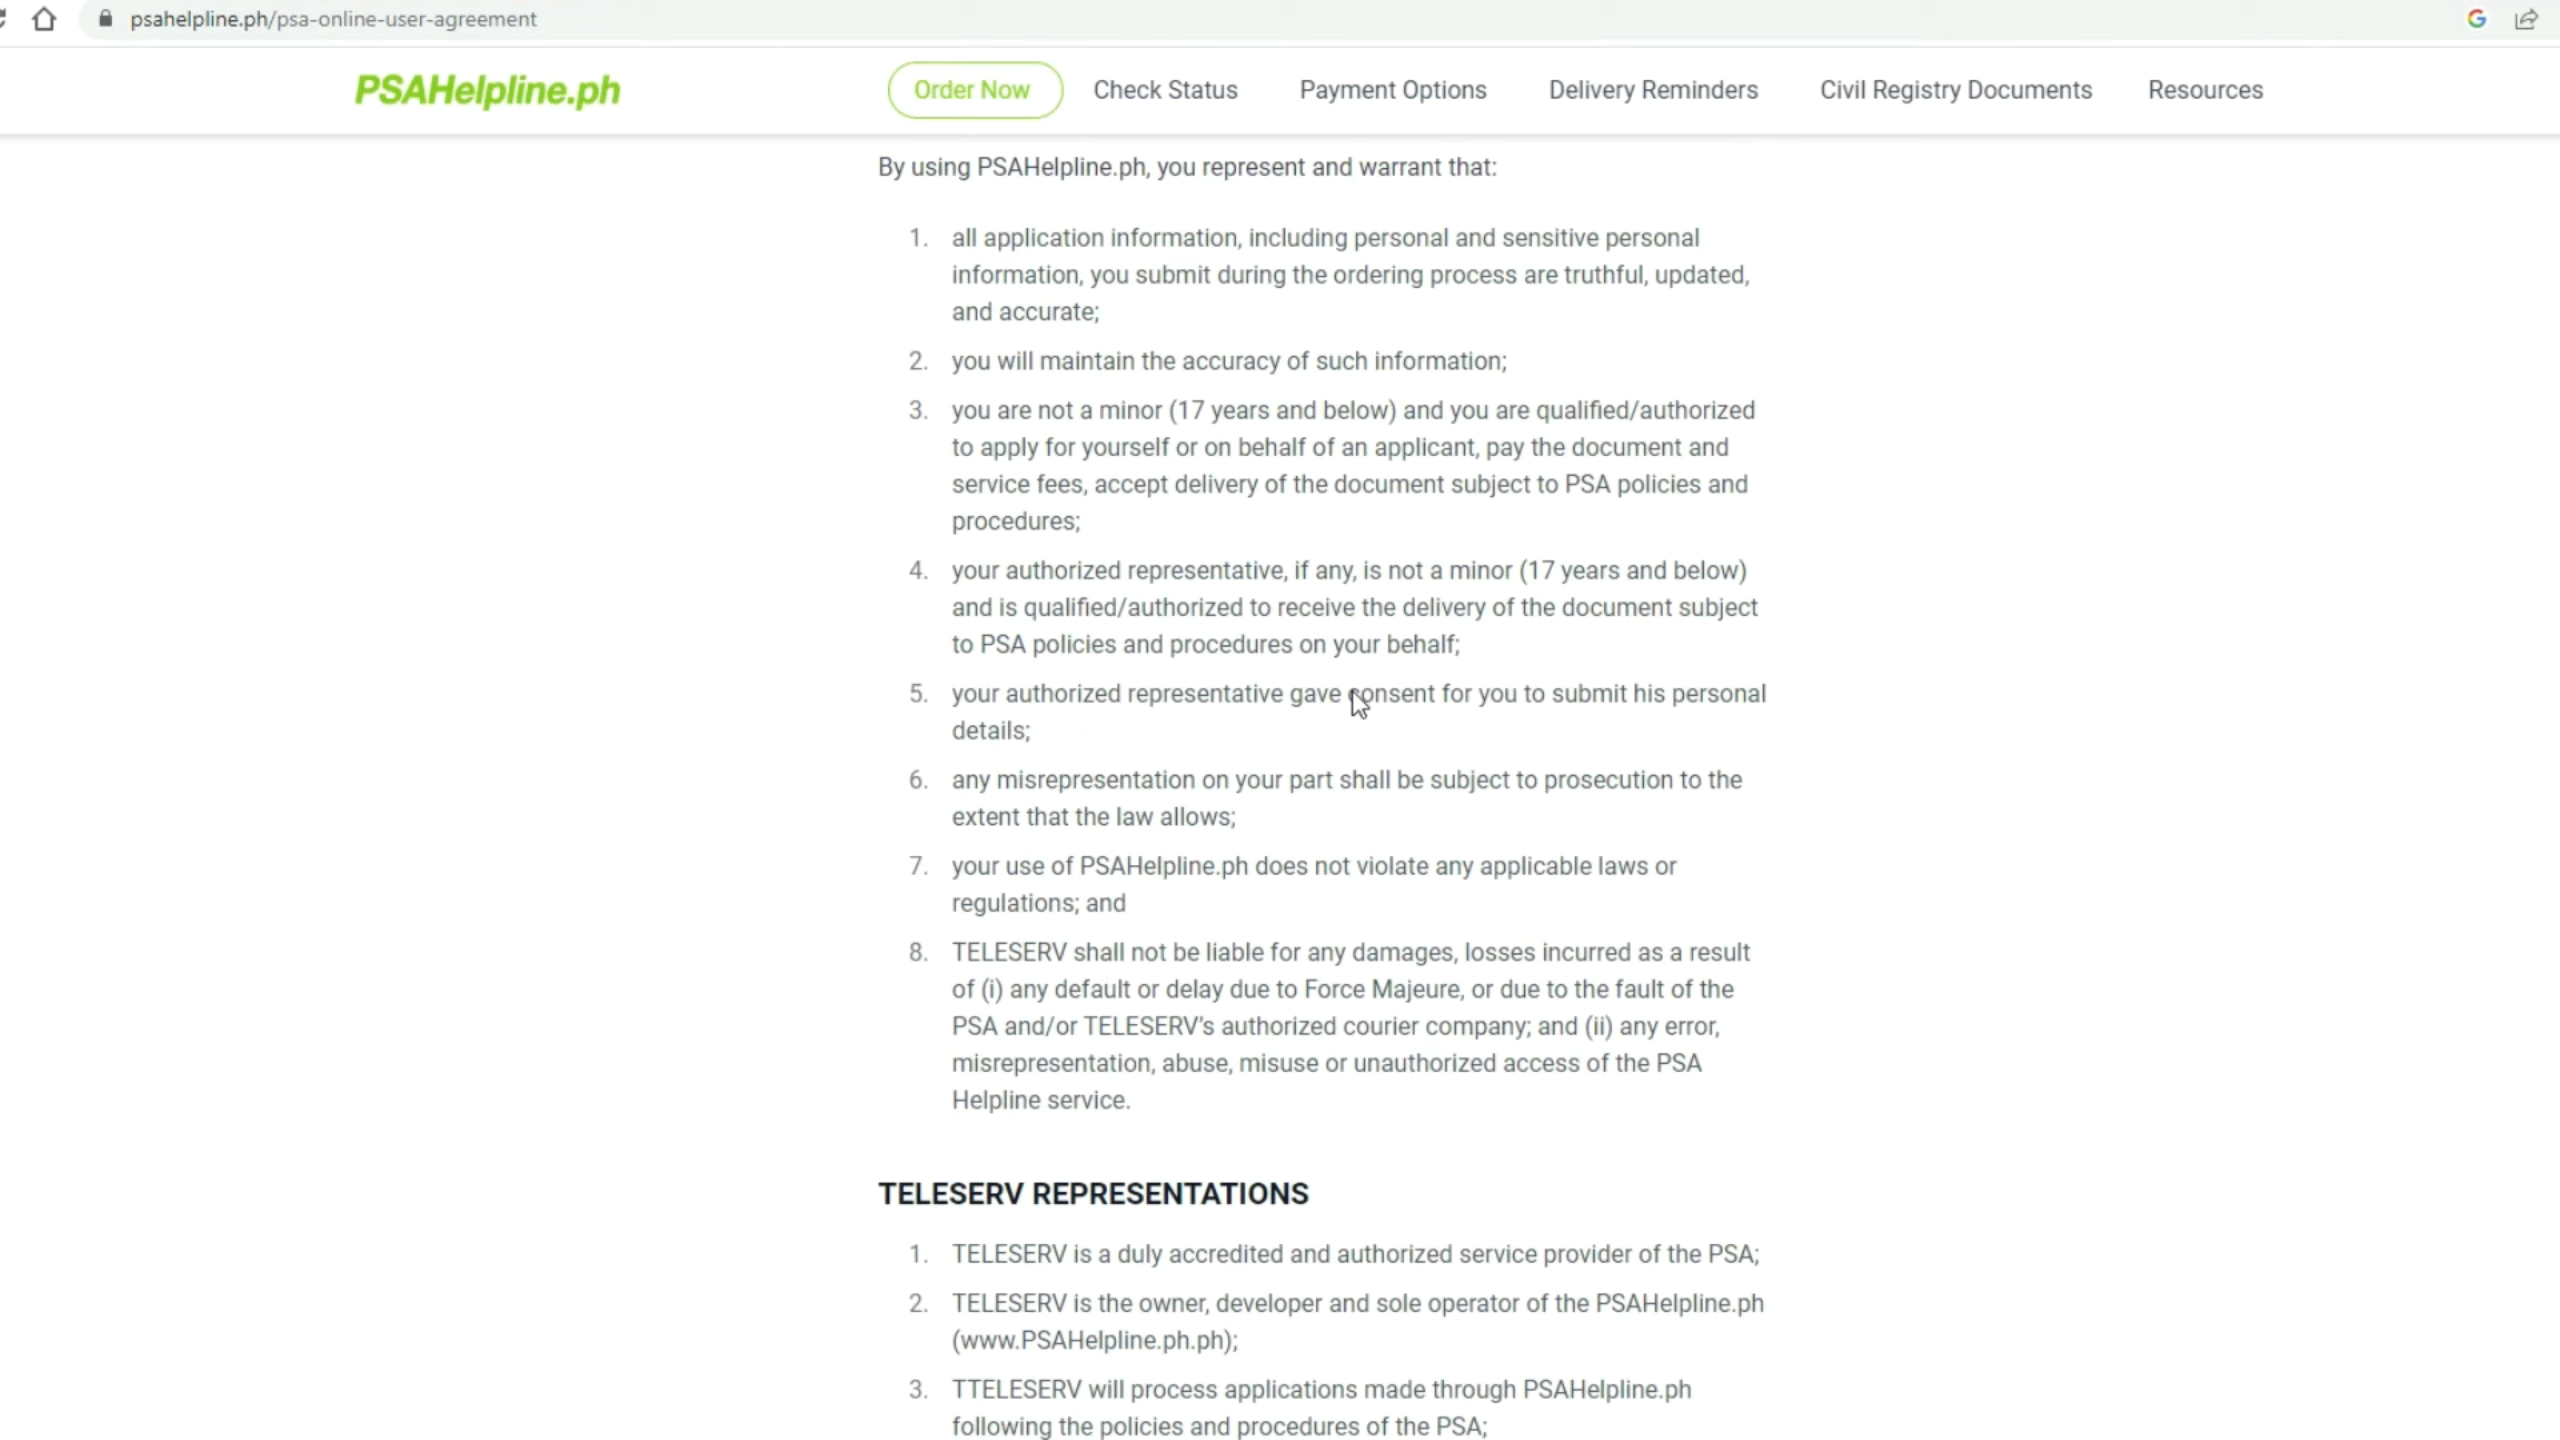 psahelpline.ph/psa-online-user-agreement
PSAHelpline.ph
Order Now
Check Status
Payment Options
Delivery Reminders
Civil Registry Documents
Resources
By using PSAHelpline.ph, you represent and warrant that:
1. all application information, including personal and sensitive personal
information, you submit during the ordering process are truthful, updated,
and accurate;
2. you will maintain the accuracy of such information;
3. you are not a minor (17 years and below) and you are qualified/authorized
to apply for yourself or on behalf of an applicant, pay the document and
service fees, accept delivery of the document subject to PSA policies and
procedures;
4. your authorized representative, if any, is not a minor (17 years and below)
and is qualified/authorized to receive the delivery of the document subject
to PSA policies and procedures on your behalf;
5. your authorized representative gave consent for you to submit his personal
details;
6. any misrepresentation on your part shall be subject to prosecution to the
extent that the law allows;
7. your use of PSAHelpline.ph does not violate any applicable laws or
regulations; and
8. TELESERV shall not be liable for any damages, losses incurred as a result
of (i) any default or delay due to Force Majeure, or due to the fault of the
PSA and/or TELESERV’s authorized courier company; and (ii) any error,
misrepresentation, abuse, misuse or unauthorized access of the PSA
Helpline service.
TELESERV REPRESENTATIONS
1. TELESERV is a duly accredited and authorized service provider of the PSA;
2. TELESERV is the owner, developer and sole operator of the PSAHelpline.ph
(www.PSAHelpline.ph.ph);
3. TTELESERV will process applications made through PSAHelpline.ph
following the policies and procedures of the PSA;